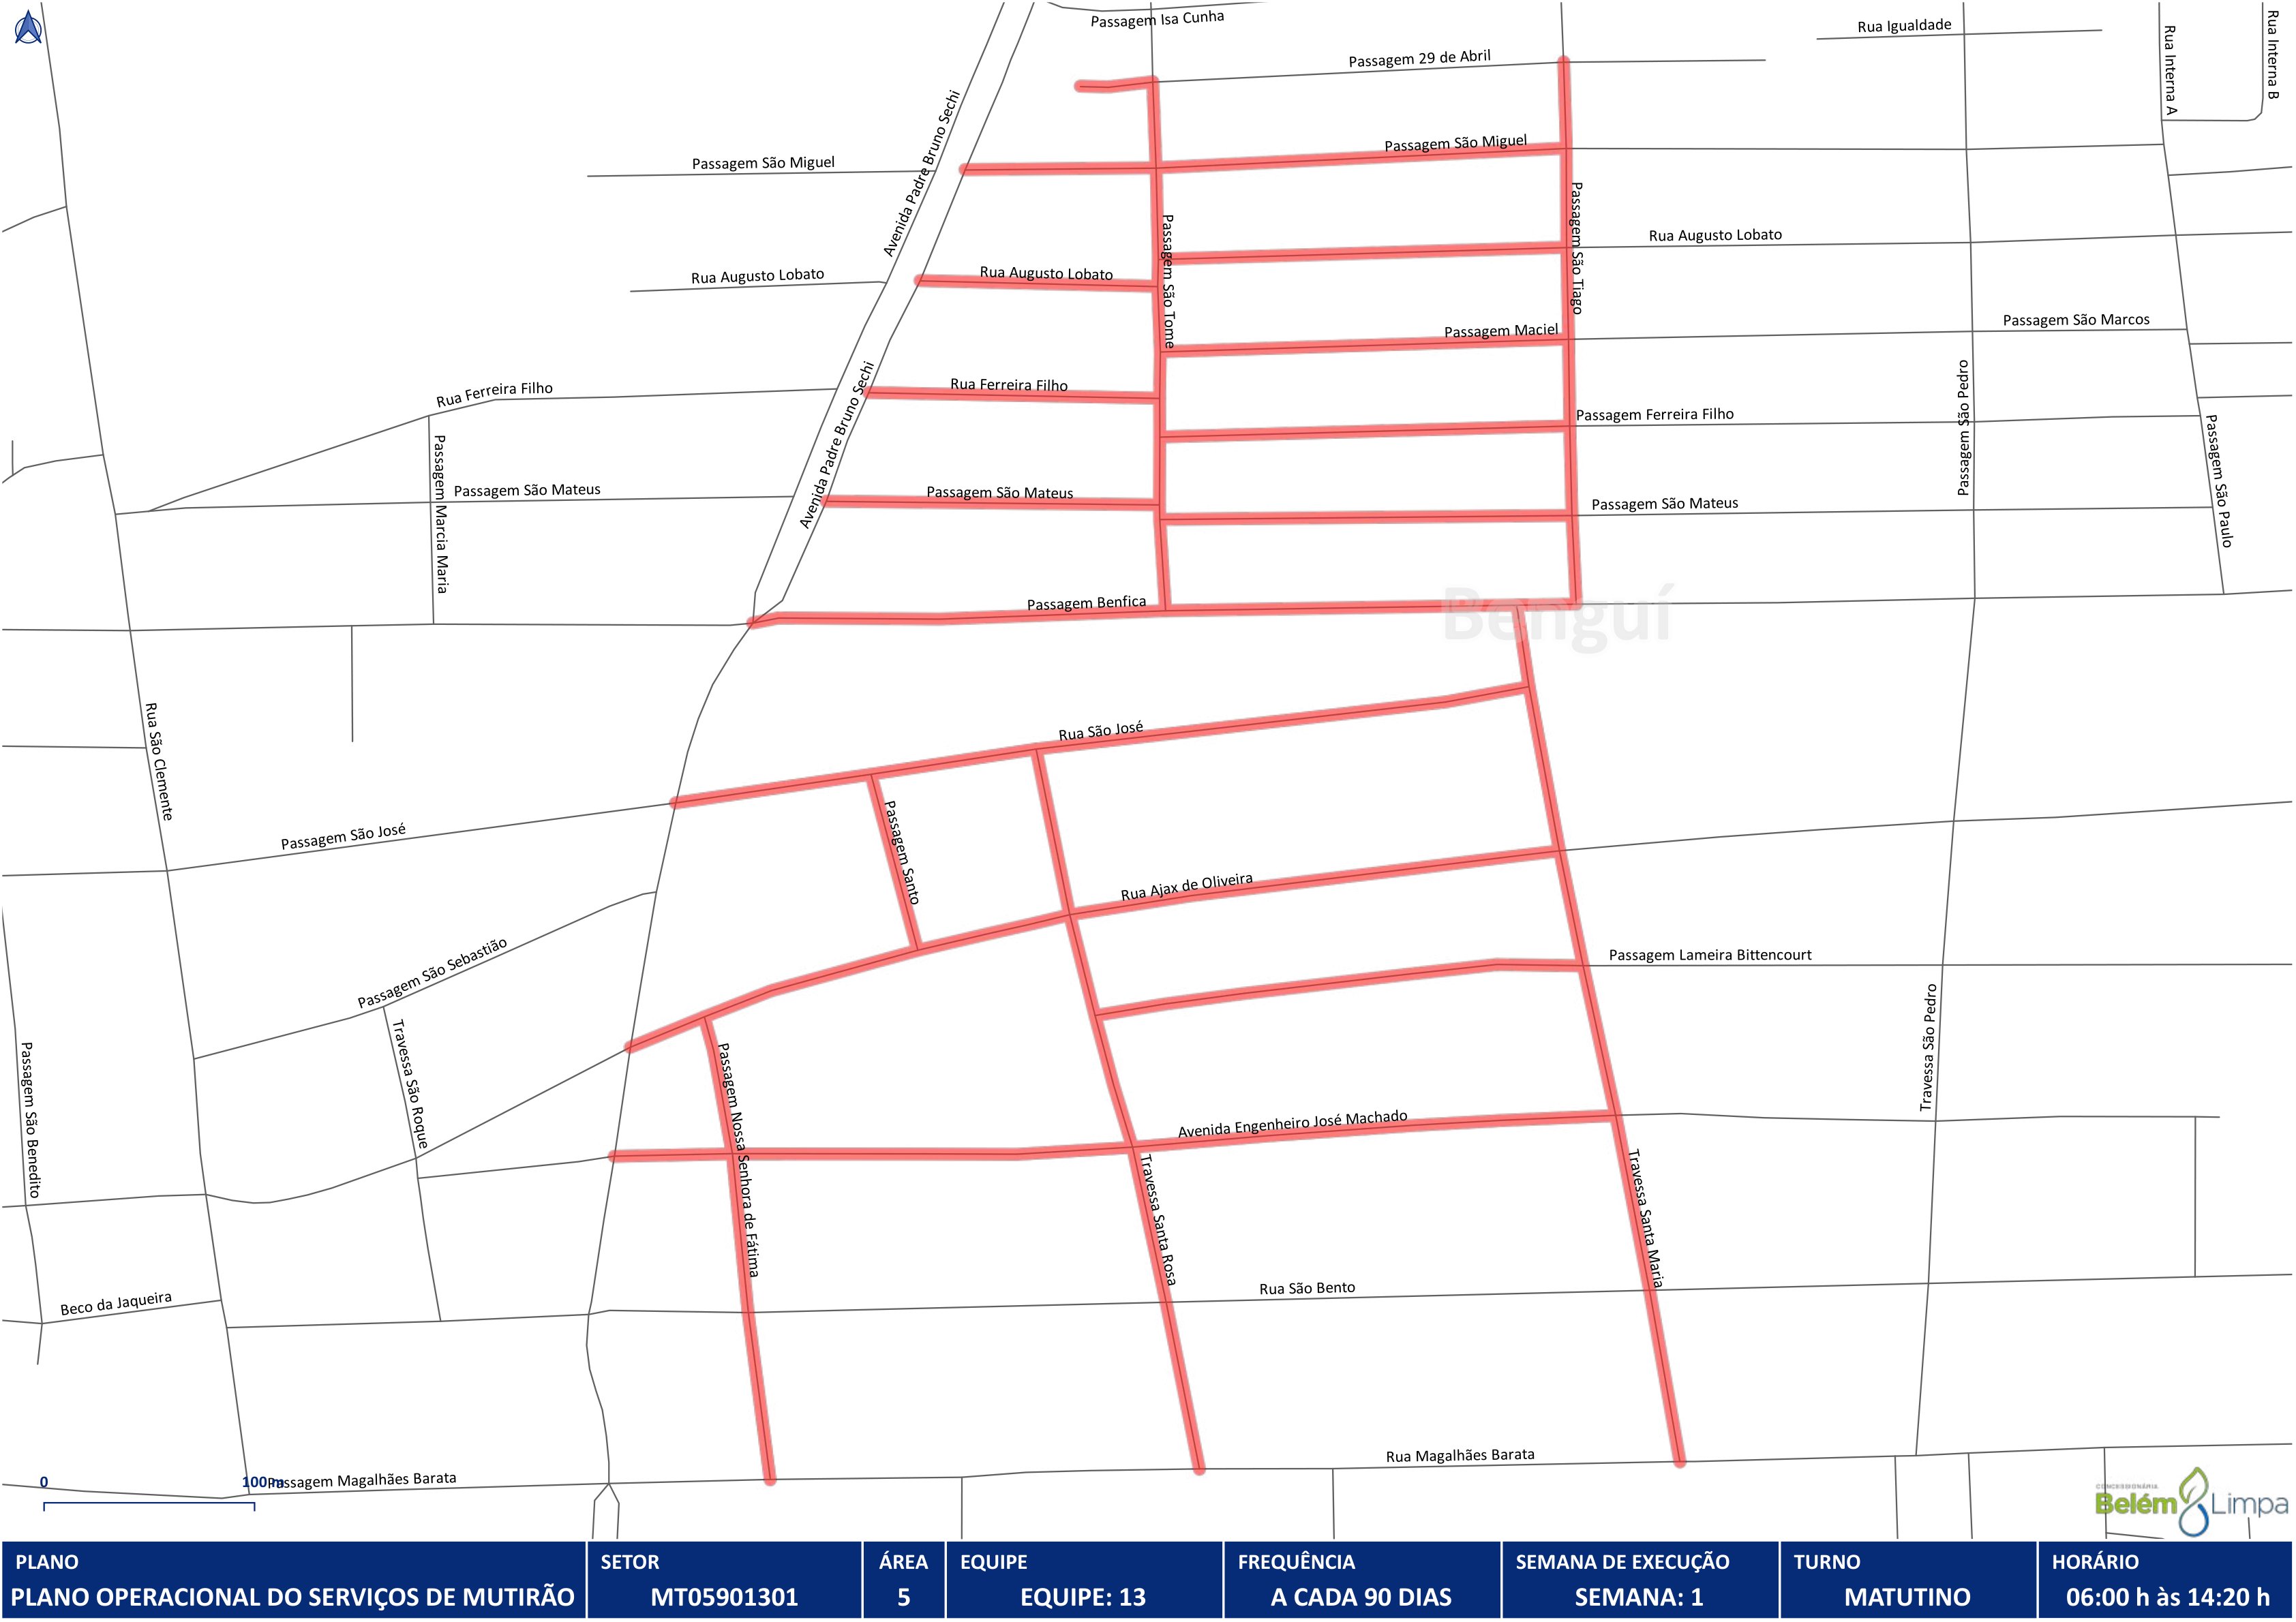 Passagem Isa Cunha
Rua Igualdade
Rua Interna A
Rua Interna B
Passagem 29 de Abril
Avenida Padre Bruno Sechi
Passagem São Miguel
Passagem São Miguel
Passagem São Tome
Passagem São Tiago
Rua Augusto Lobato
Rua Augusto Lobato
Rua Augusto Lobato
Passagem Maciel
Passagem São Marcos
Avenida Padre Bruno Sechi
Rua Ferreira Filho
Rua Ferreira Filho
Passagem Ferreira Filho
Passagem São Pedro
Passagem São Paulo
Passagem Marcia Maria
Passagem São Mateus
Passagem São Mateus
Passagem São Mateus
Passagem Benfica
Benguí
Rua São Clemente
Rua São José
Passagem São José
Passagem Santo
Rua Ajax de Oliveira
Passagem São Sebastião
Passagem Lameira Bittencourt
Travessa São Pedro
Travessa São Roque
Passagem São Benedito
Passagem Nossa Senhora de Fátima
Avenida Engenheiro José Machado
Travessa Santa Rosa
Travessa Santa Maria
Rua São Bento
Beco da Jaqueira
Rua Magalhães Barata
Passagem Magalhães Barata
0 100 m
CONCESSIONÁRIA
Belém Limpa
PLANO
PLANO OPERACIONAL DO SERVIÇOS DE MUTIRÃO
SETOR
MT05901301
ÁREA
5
EQUIPE
EQUIPE: 13
FREQUÊNCIA
A CADA 90 DIAS
SEMANA DE EXECUÇÃO
SEMANA: 1
TURNO
MATUTINO
HORÁRIO
06:00 h às 14:20 h